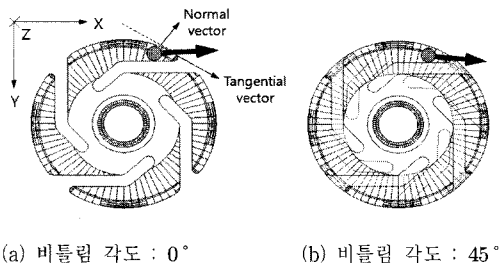 X
Z
Y
Normal
vector
Tangential
vector
(a) 비틀림 각도 : 0°
(b) 비틀림 각도 : 45°